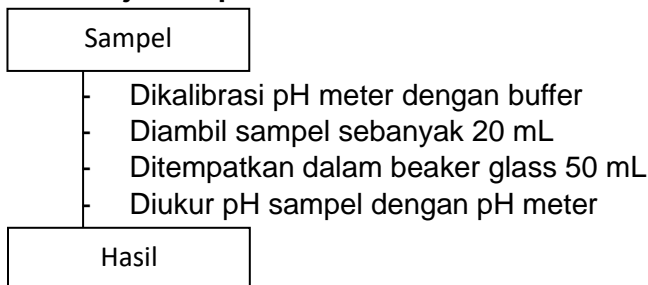 Sampel
- Dikalibrasi pH meter dengan buffer
- Diambil sampel sebanyak 20 mL
- Ditempatkan dalam beaker glass 50 mL
- Diukur pH sampel dengan pH meter
Hasil